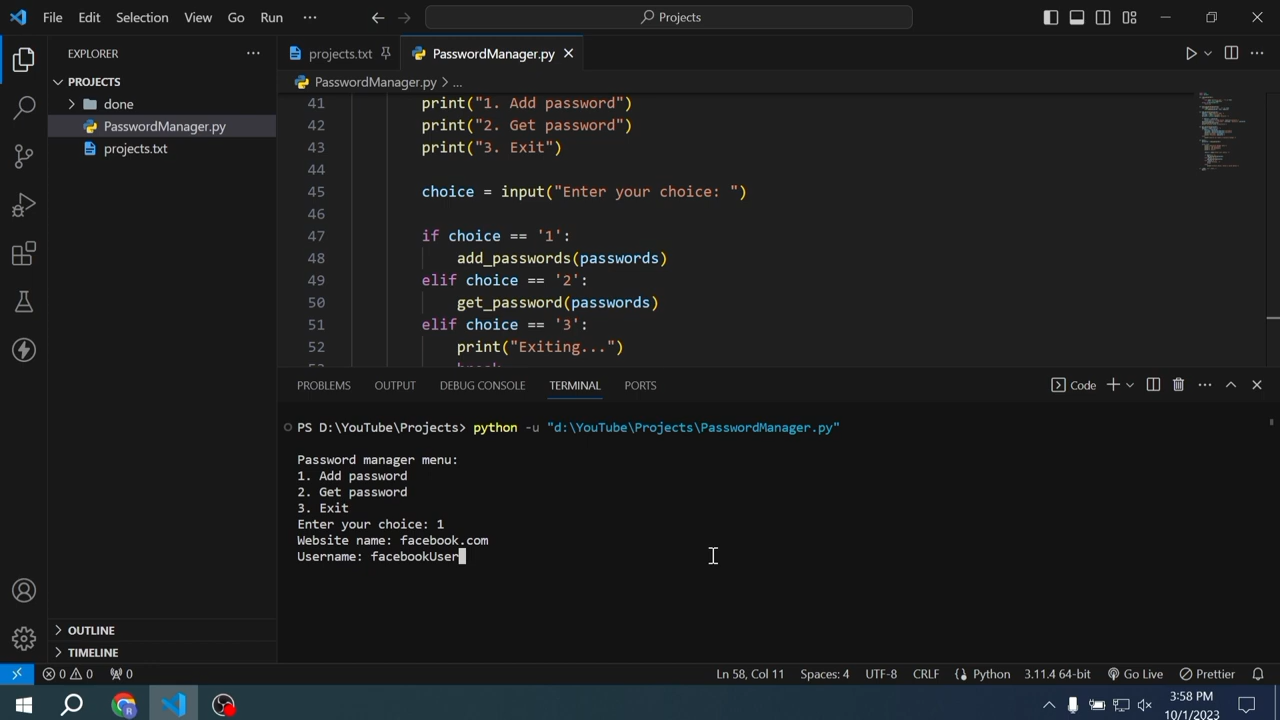 File Edit Selection View Go Run ··· Projects
EXPLORER ···
projects.txt PasswordManager.py
PROJECTS
PasswordManager.py > ...
done
PasswordManager.py
projects.txt
41 print("1. Add password")
42 print("2. Get password")
43 print("3. Exit")
44
45 choice = input("Enter your choice: ")
46
47 if choice == '1':
48 add_passwords(passwords)
49 elif choice == '2':
50 get_password(passwords)
51 elif choice == '3':
52 print("Exiting...")
53 break
PROBLEMS OUTPUT DEBUG CONSOLE TERMINAL PORTS Code
PS D:\YouTube\Projects> python -u "d:\YouTube\Projects\PasswordManager.py"
Password manager menu:
1. Add password
2. Get password
3. Exit
Enter your choice: 1
Website name: facebook.com
Username: facebookUser
OUTLINE
TIMELINE
0 0 0 Ln 58, Col 11 Spaces: 4 UTF-8 CRLF Python 3.11.4 64-bit Go Live Prettier
R
3:58 PM
10/1/2023